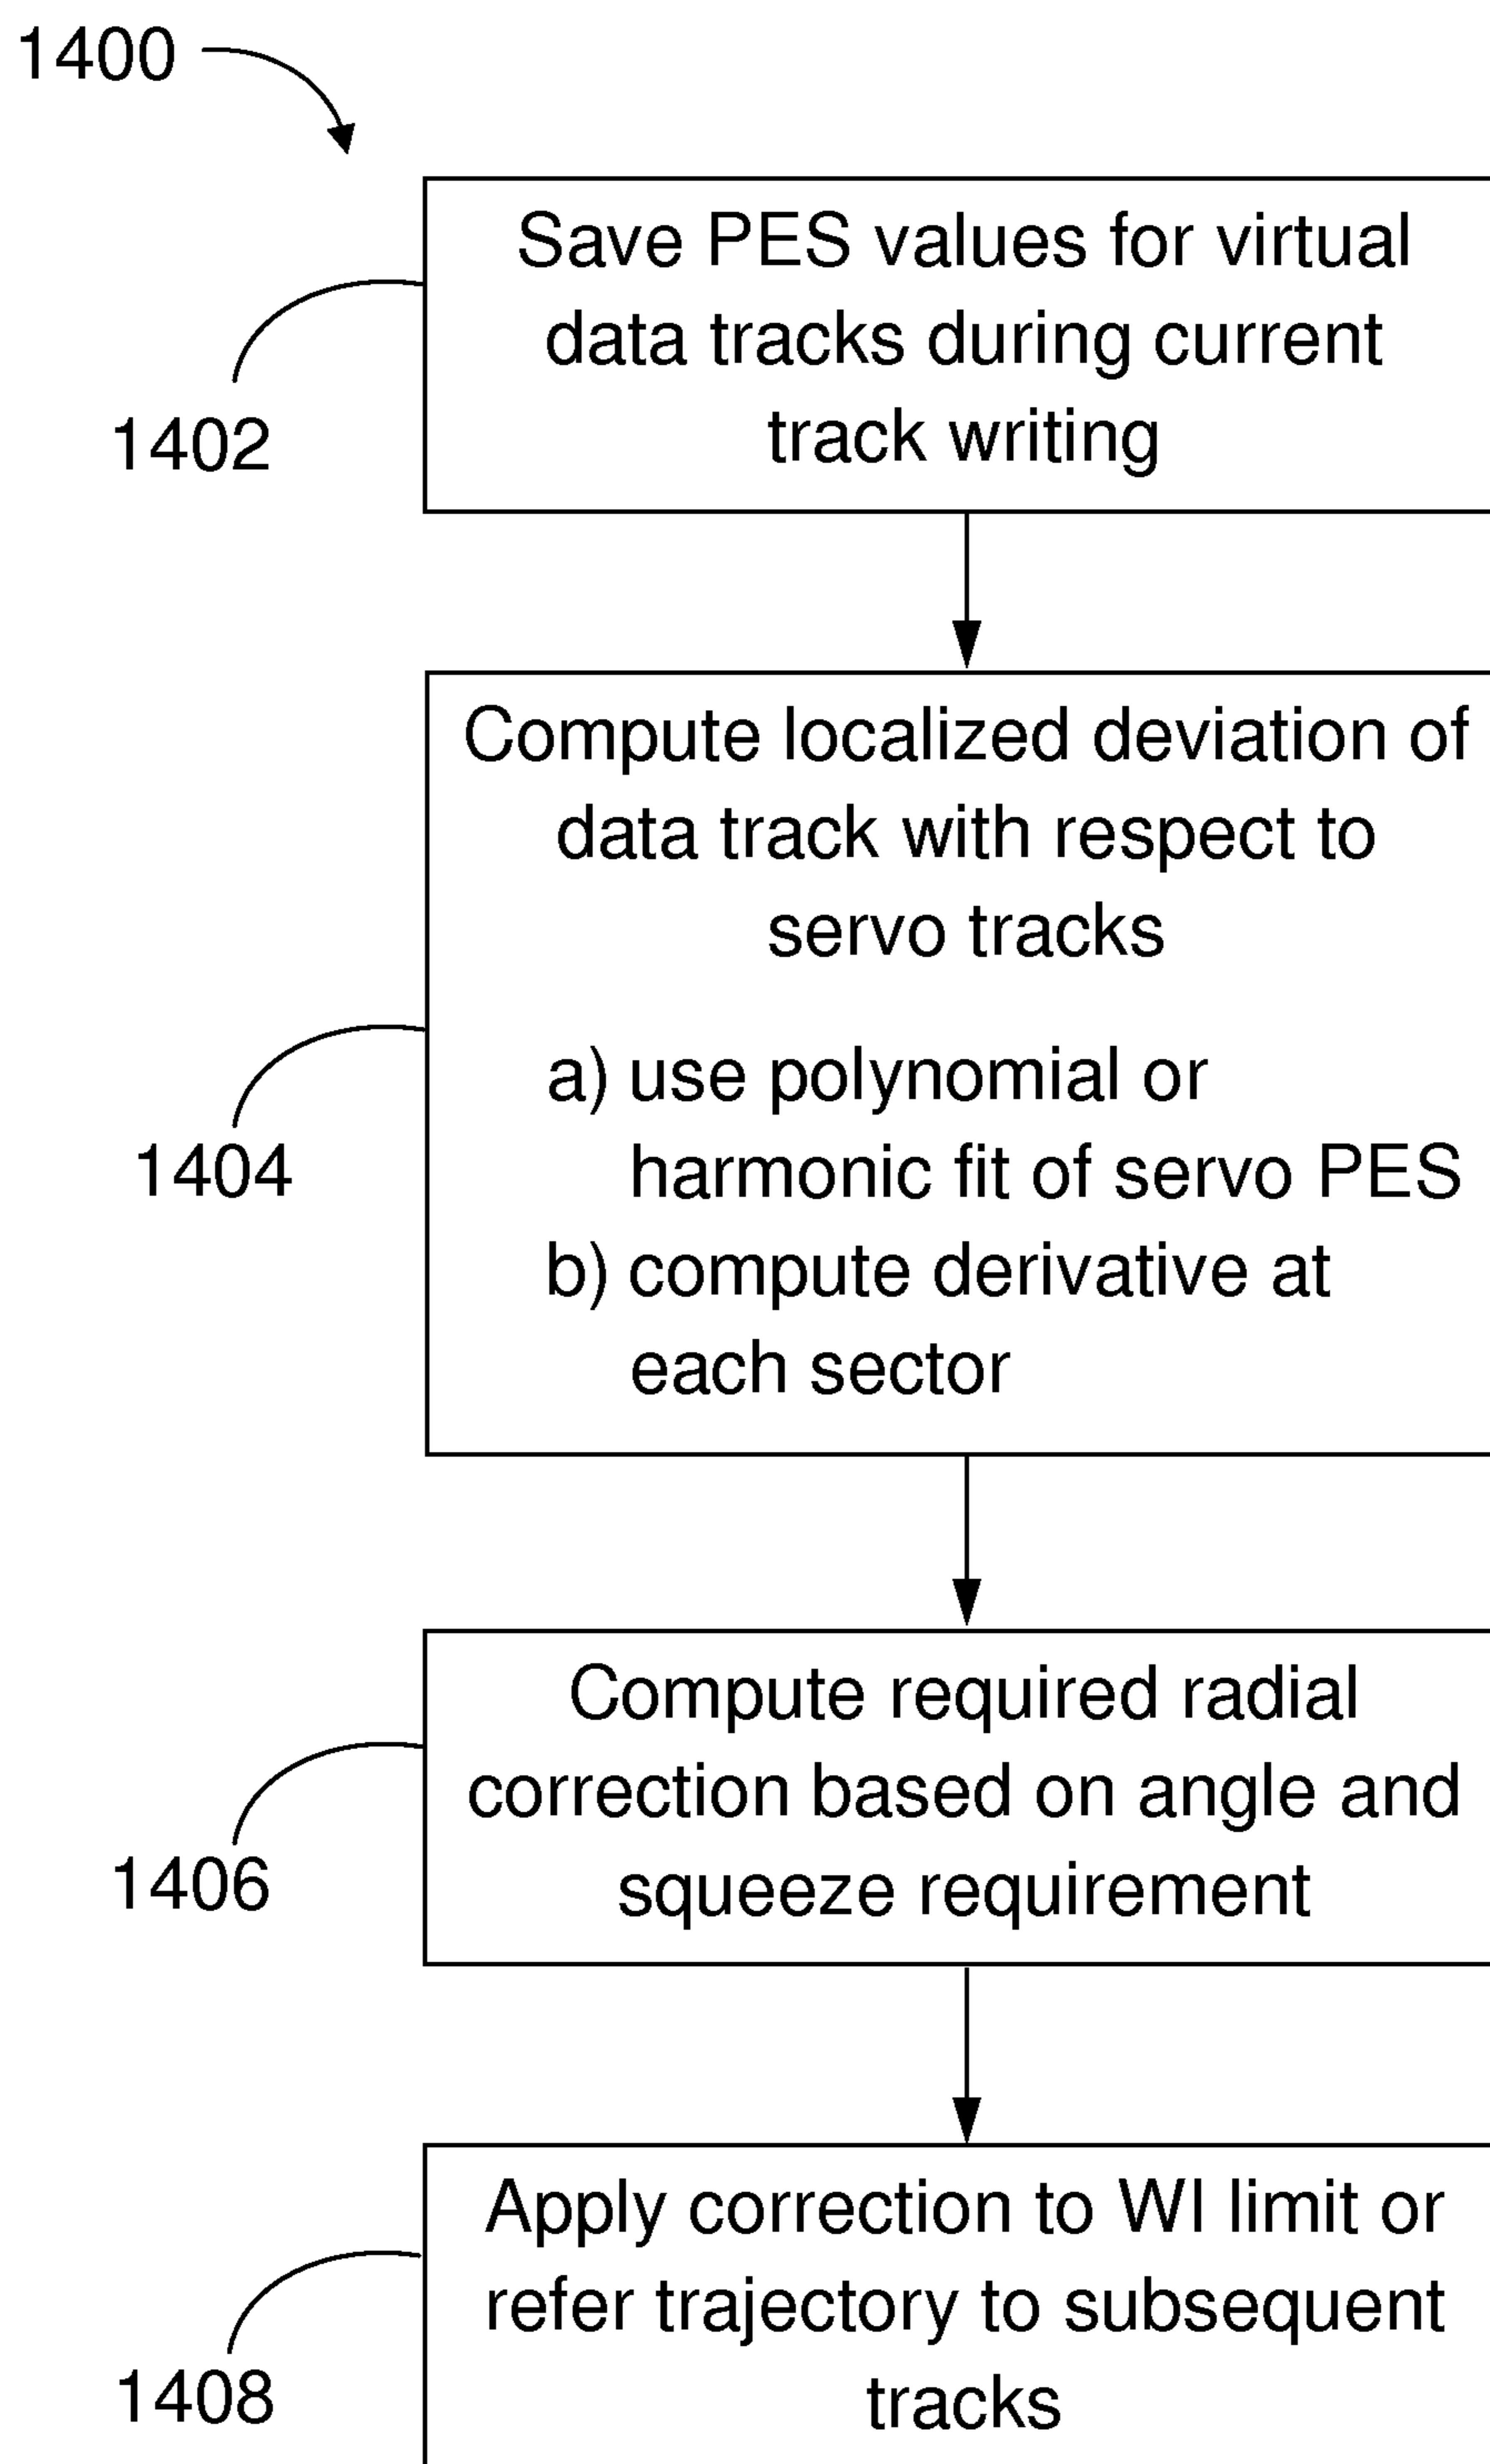 1400
Save PES values for virtual
data tracks during current
track writing
1402
Compute localized deviation of
data track with respect to
servo tracks
a) use polynomial or
harmonic fit of servo PES
b) compute derivative at
each sector
1404
Compute required radial
correction based on angle and
squeeze requirement
1406
Apply correction to WI limit or
refer trajectory to subsequent
tracks
1408